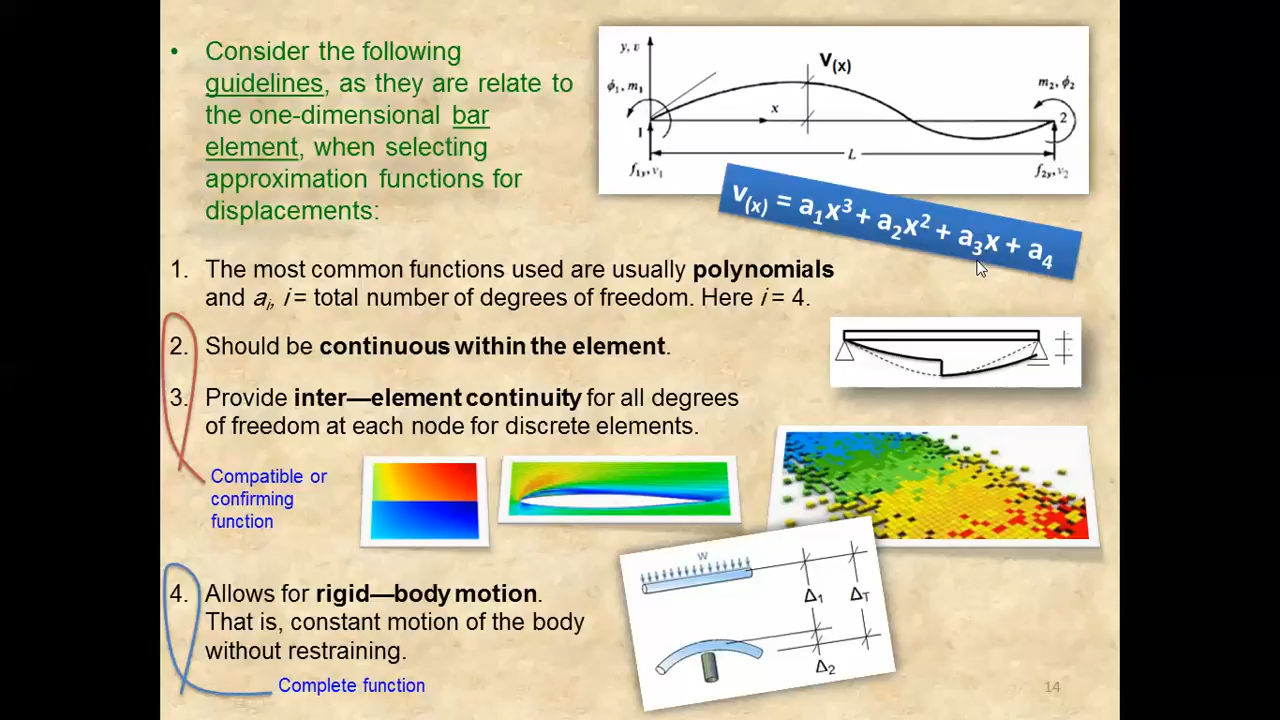 • Consider the following
guidelines, as they are relate to
the one-dimensional bar
element, when selecting
approximation functions for
displacements:
y, υ
V(x)
ϕ1, m1
m2, ϕ2
x
1
2
L
f1y, v1
f2y, v2
v(x) = a1x³ + a2x² + a3x + a4
1. The most common functions used are usually polynomials
and ai, i = total number of degrees of freedom. Here i = 4.
2. Should be continuous within the element.
3. Provide inter—element continuity for all degrees
of freedom at each node for discrete elements.
Compatible or
confirming
function
4. Allows for rigid—body motion.
That is, constant motion of the body
without restraining.
Complete function
W
Δ1
ΔT
Δ2
14